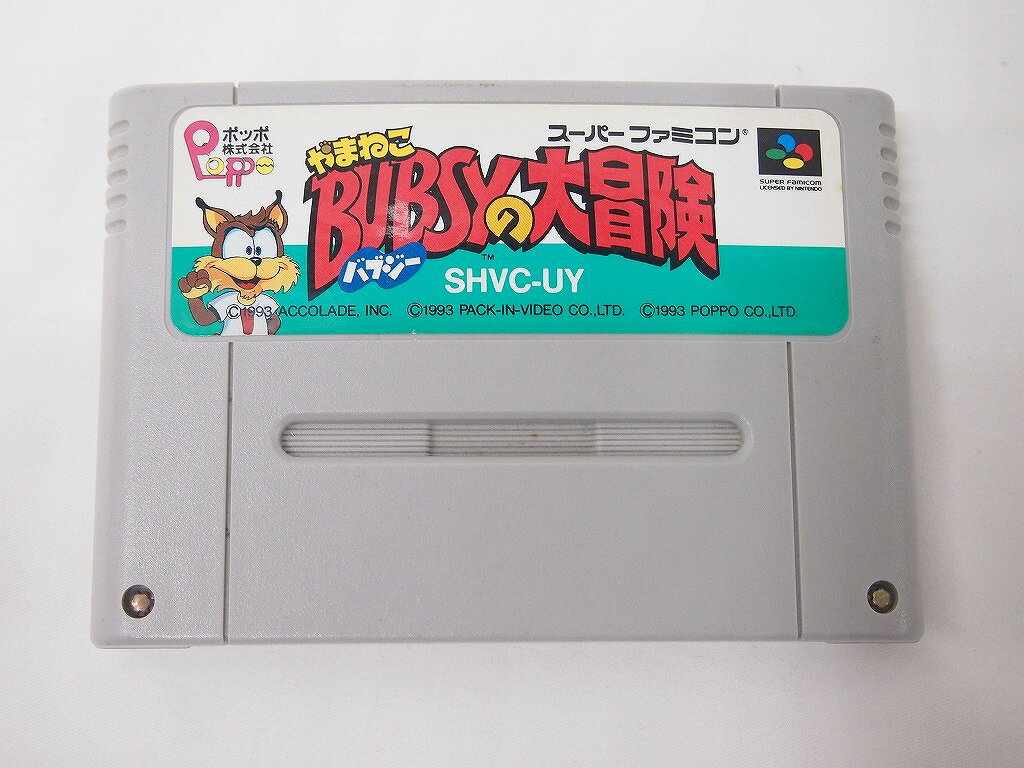 Poppo
ポッポ
株式会社
やまねこ
BUBSYの大冒険
バブジー
TM
スーパーファミコン®
SUPER FAMICOM
LICENSED BY NINTENDO
SHVC-UY
©1993 ACCOLADE, INC. ©1993 PACK-IN-VIDEO CO.,LTD. ©1993 POPPO CO.,LTD.